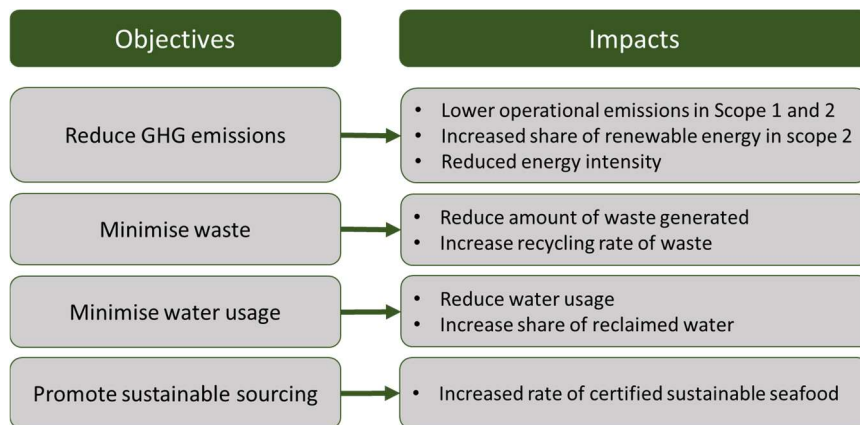 Objectives
Impacts
Reduce GHG emissions
• Lower operational emissions in Scope 1 and 2
• Increased share of renewable energy in scope 2
• Reduced energy intensity
Minimise waste
• Reduce amount of waste generated
• Increase recycling rate of waste
Minimise water usage
• Reduce water usage
• Increase share of reclaimed water
Promote sustainable sourcing
• Increased rate of certified sustainable seafood